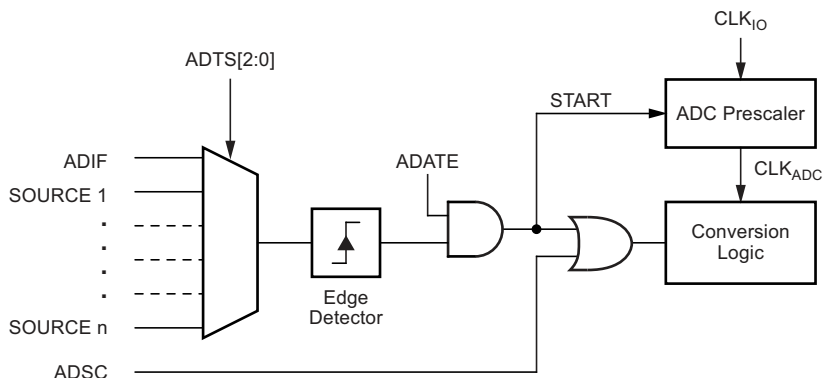 CLK_IO
ADTS[2:0]
START
ADC Prescaler
ADIF
ADATE
CLK_ADC
SOURCE 1
.
.
.
.
Conversion
Logic
Edge
Detector
SOURCE n
ADSC